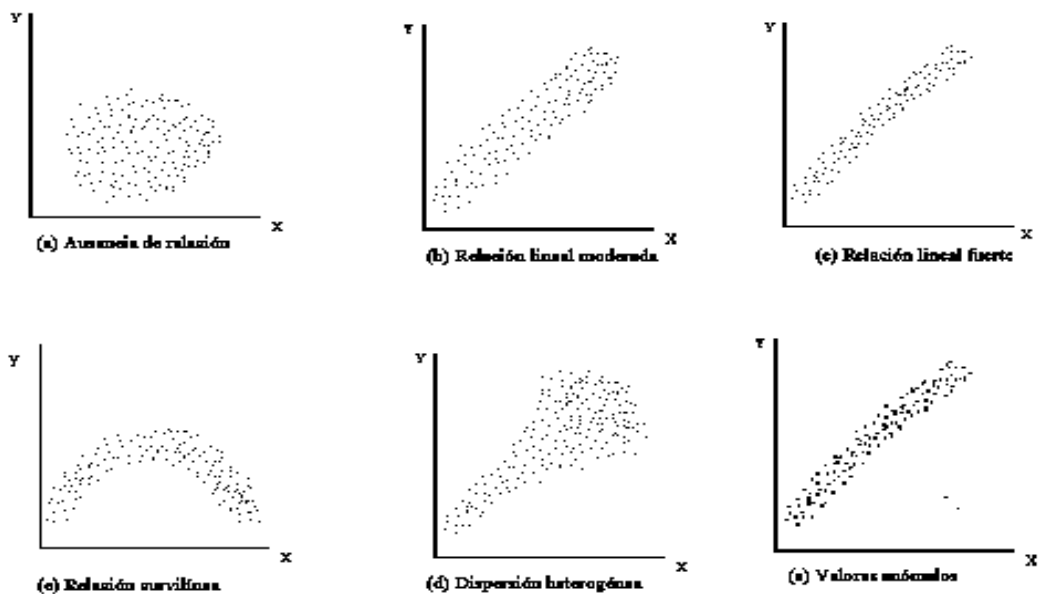 Y
X
(a) Ausencia de relación
Y
X
(b) Relación lineal moderada
Y
X
(c) Relación lineal fuerte
Y
X
(c) Relación curvilínea
Y
X
(d) Dispersión heterogénea
Y
X
(e) Valores anómalos